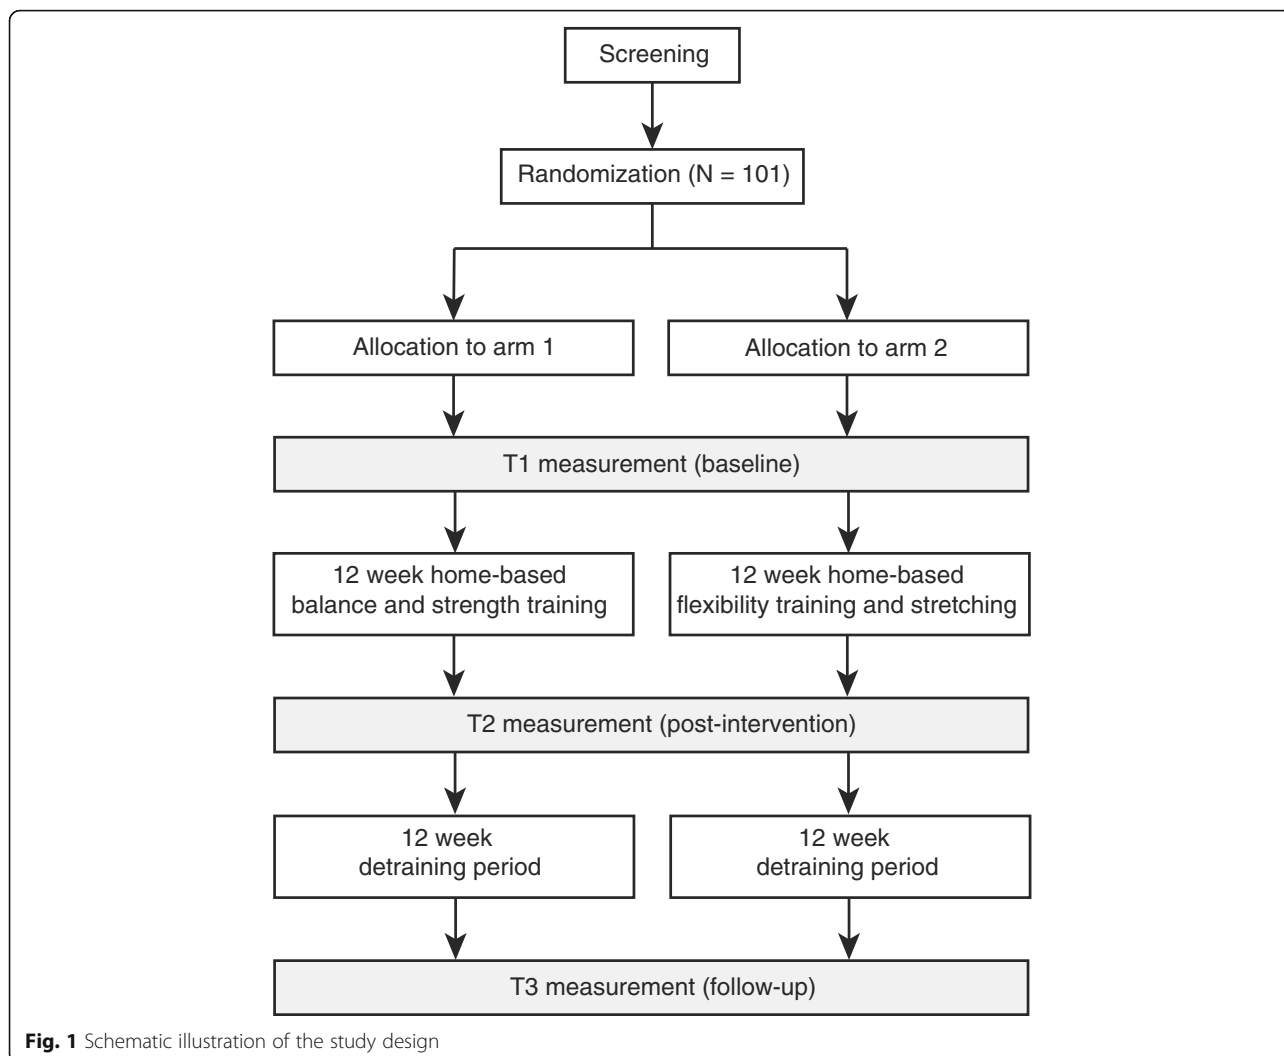 Screening
Randomization (N = 101)
Allocation to arm 1
Allocation to arm 2
T1 measurement (baseline)
12 week home-based
balance and strength training
12 week home-based
flexibility training and stretching
T2 measurement (post-intervention)
12 week
detraining period
12 week
detraining period
T3 measurement (follow-up)
Fig. 1 Schematic illustration of the study design